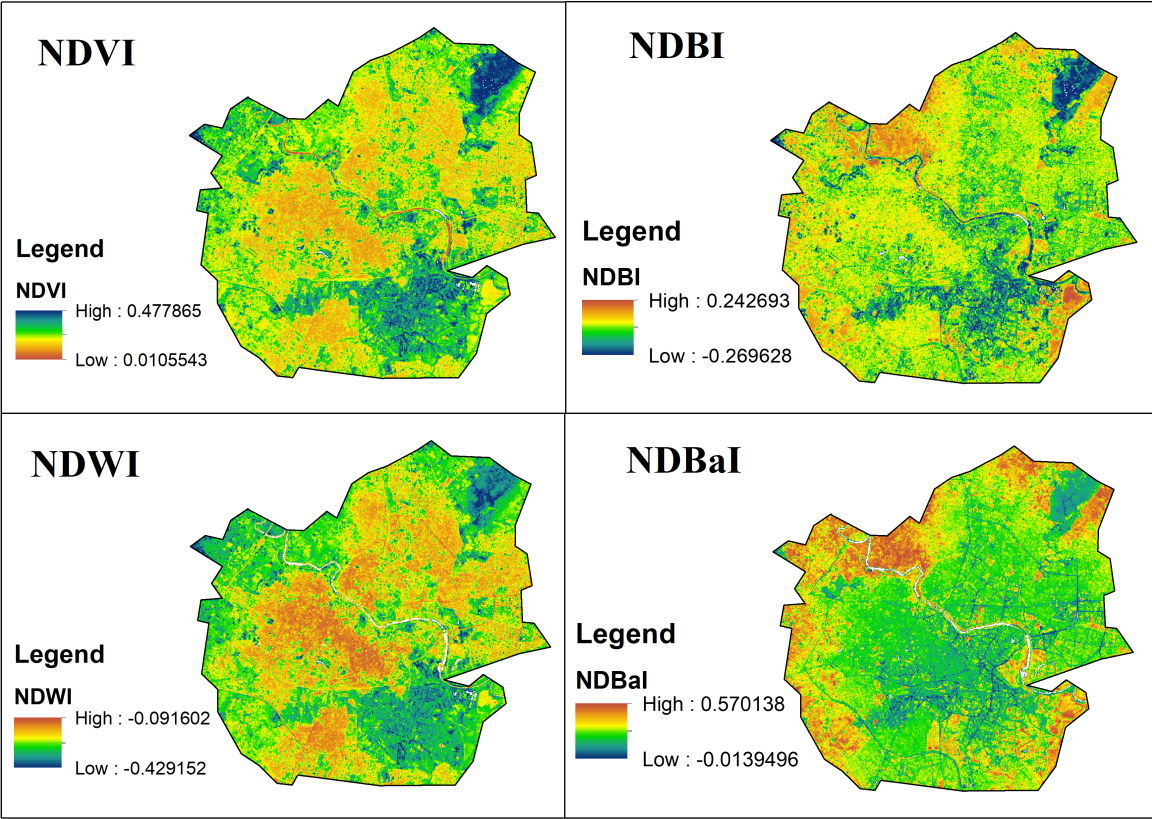 NDVI
Legend
NDVI
High : 0.477865
Low : 0.0105543
NDBI
Legend
NDBI
High : 0.242693
Low : -0.269628
NDWI
Legend
NDWI
High : -0.091602
Low : -0.429152
NDBaI
Legend
NDBaI
High : 0.570138
Low : -0.0139496